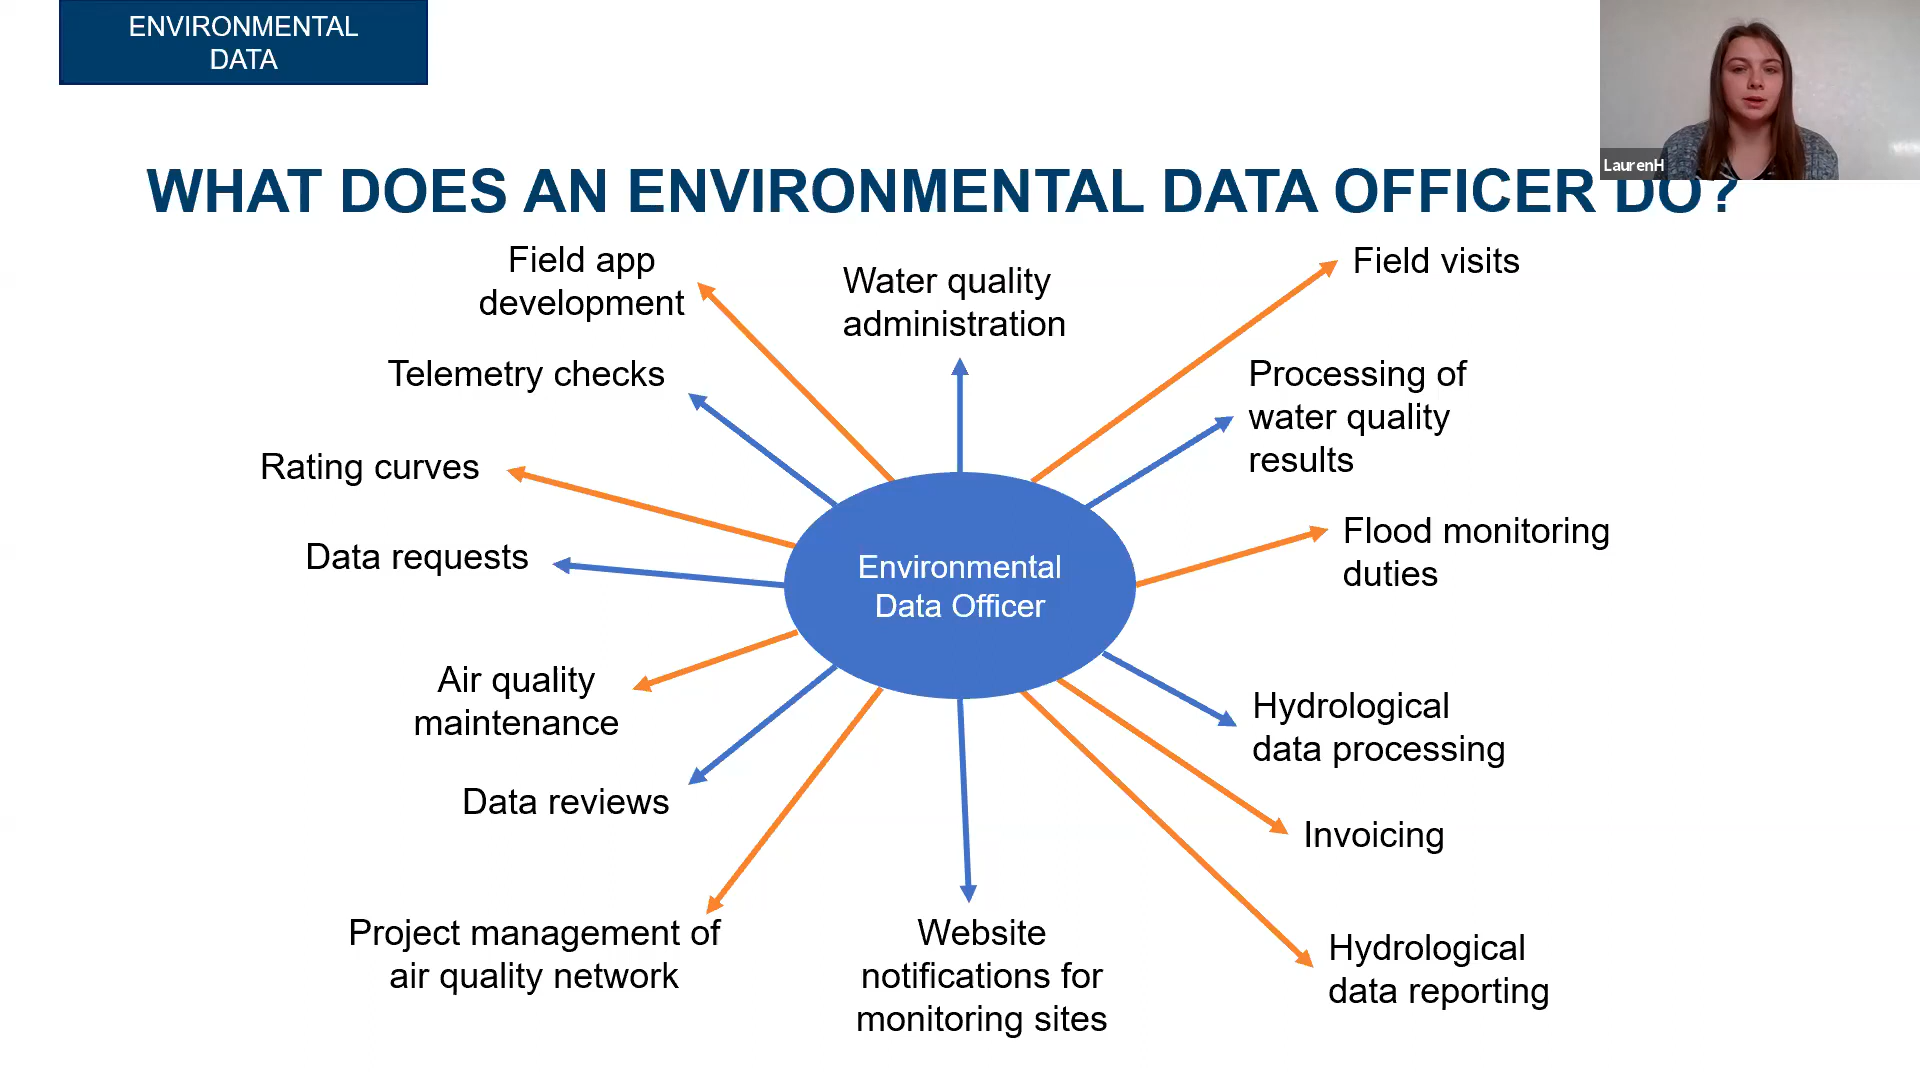 ENVIRONMENTAL
DATA
LaurenH
WHAT DOES AN ENVIRONMENTAL DATA OFFICER DO?
Field app
development
Water quality
administration
Field visits
Telemetry checks
Processing of
water quality
results
Rating curves
Data requests
Flood monitoring
duties
Environmental
Data Officer
Air quality
maintenance
Hydrological
data processing
Data reviews
Invoicing
Project management of
air quality network
Website
notifications for
monitoring sites
Hydrological
data reporting